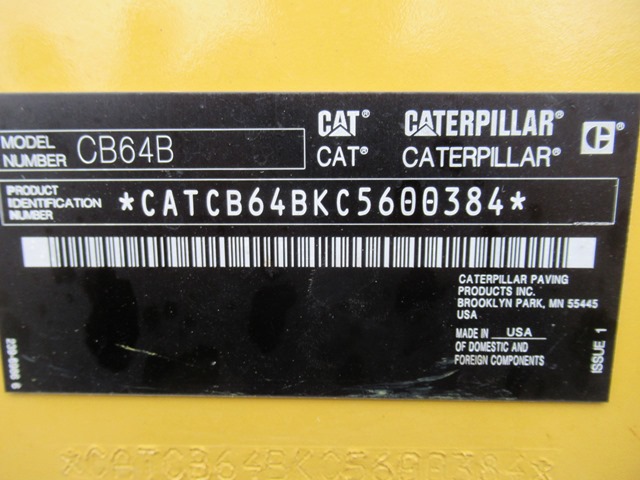 MODEL NUMBER CB64B
CAT® CATERPILLAR® C
CAT® CATERPILLAR®
PRODUCT IDENTIFICATION NUMBER *CATCB64BKC5600384*
CATERPILLAR PAVING
PRODUCTS INC.
BROOKLYN PARK, MN 55445
USA
MADE IN USA
OF DOMESTIC AND
FOREIGN COMPONENTS
ISSUE 1
*CATCB64BKC5600384*